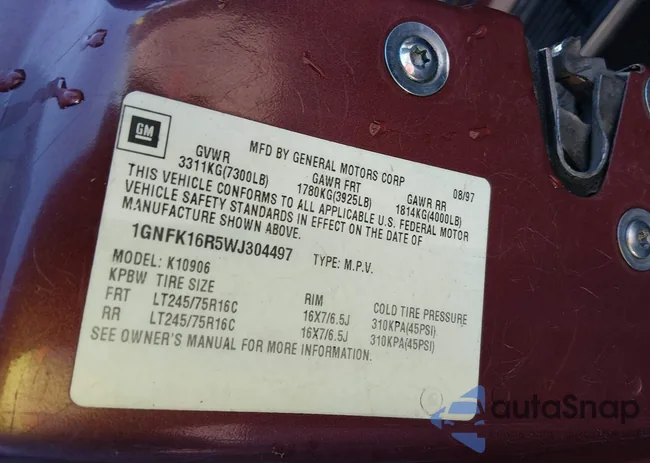 GM
MFD BY GENERAL MOTORS CORP 08/97
GVWR GAWR FRT GAWR RR
3311KG(7300LB) 1780KG(3925LB) 1814KG(4000LB)
THIS VEHICLE CONFORMS TO ALL APPLICABLE U.S. FEDERAL MOTOR
VEHICLE SAFETY STANDARDS IN EFFECT ON THE DATE OF
MANUFACTURE SHOWN ABOVE.
1GNFK16R5WJ304497 TYPE: M.P.V.
MODEL: K10906
KPBW TIRE SIZE RIM COLD TIRE PRESSURE
FRT LT245/75R16C 16X7/6.5J 310KPA(45PSI)
RR LT245/75R16C 16X7/6.5J 310KPA(45PSI)
SEE OWNER'S MANUAL FOR MORE INFORMATION.
autoSnap